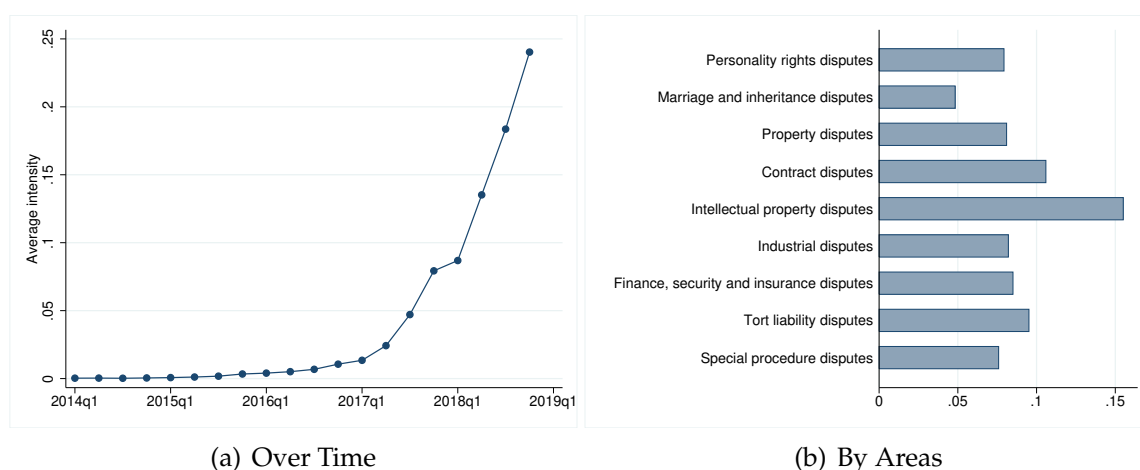 Average intensity
.25
.2
.15
.1
.05
0
2014q1 2015q1 2016q1 2017q1 2018q1 2019q1
(a) Over Time
Personality rights disputes
Marriage and inheritance disputes
Property disputes
Contract disputes
Intellectual property disputes
Industrial disputes
Finance, security and insurance disputes
Tort liability disputes
Special procedure disputes
0 .05 .1 .15
(b) By Areas